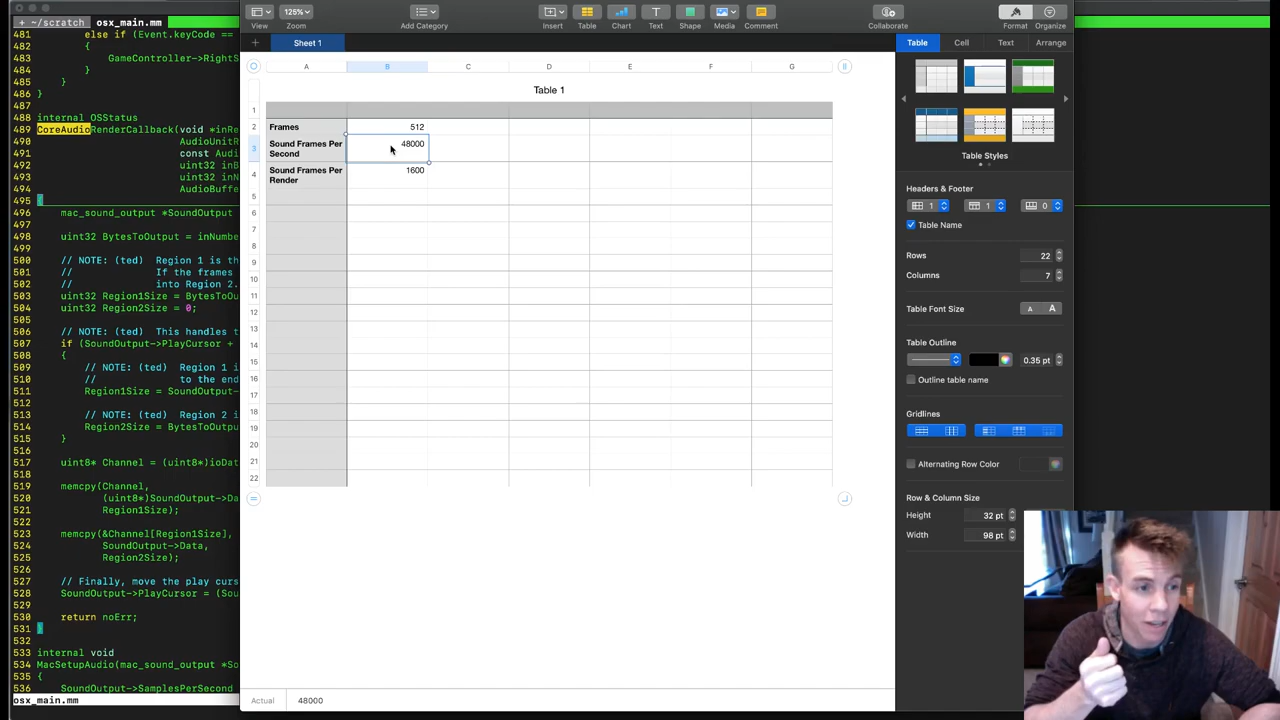 + ~/scratch osx_main.mm
481 else if (Event.keyCode ==
483 {
484 GameController->RightS
484 }
485 }
486 }
487
488 internal OSStatus
489 CoreAudioRenderCallback(void *inRe
490 AudioUnitR
491 const Audi
492 uint32 inB
493 uint32 inN
494 AudioBuffe
495 {
496 mac_sound_output *SoundOutput
497
498 uint32 BytesToOutput = inNumbe
499
500 // NOTE: (ted) Region 1 is th
501 // If the frames
502 // into Region 2.
503 uint32 Region1Size = BytesToOu
504 uint32 Region2Size = 0;
505
506 // NOTE: (ted) This handles t
507 if (SoundOutput->PlayCursor +
508 {
509 // NOTE: (ted) Region 1 i
510 // to the end
511 Region1Size = SoundOutput-
512
513 // NOTE: (ted) Region 2 i
514 Region2Size = BytesToOutpu
515 }
516
517 uint8* Channel = (uint8*)ioDat
518
519 memcpy(Channel,
520 (uint8*)SoundOutput->Da
521 Region1Size);
522
523 memcpy(&Channel[Region1Size],
524 SoundOutput->Data,
525 Region2Size);
526
527 // Finally, move the play curs
528 SoundOutput->PlayCursor = (Sou
529
530 return noErr;
531 }
532
533 internal void
534 MacSetupAudio(mac_sound_output *So
535 {
536 SoundOutput->SamplesPerSecond
osx_main.mm
125%
View Zoom Add Category Insert Table Chart Text Shape Media Comment Collaborate Format Organize
+ Sheet 1
A B C D E F G
Table 1
1
2 Frames 512
3 Sound Frames Per Second 48000
4 Sound Frames Per Render 1600
5
6
7
8
9
10
11
12
13
14
15
16
17
18
19
20
21
22
Actual 48000
Table Cell Text Arrange
Table Styles
Headers & Footer
1 1 0
Table Name
Rows 22
Columns 7
Table Font Size A A
Table Outline
0.35 pt
Outline table name
Gridlines
Alternating Row Color
Row & Column Size
Height 32 pt
Width 98 pt